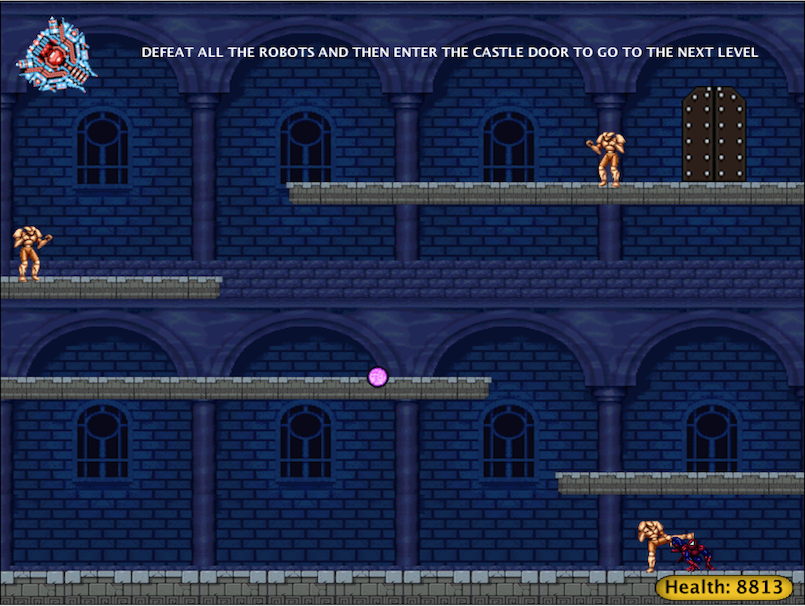 DEFEAT ALL THE ROBOTS AND THEN ENTER THE CASTLE DOOR TO GO TO THE NEXT LEVEL
Health: 8813